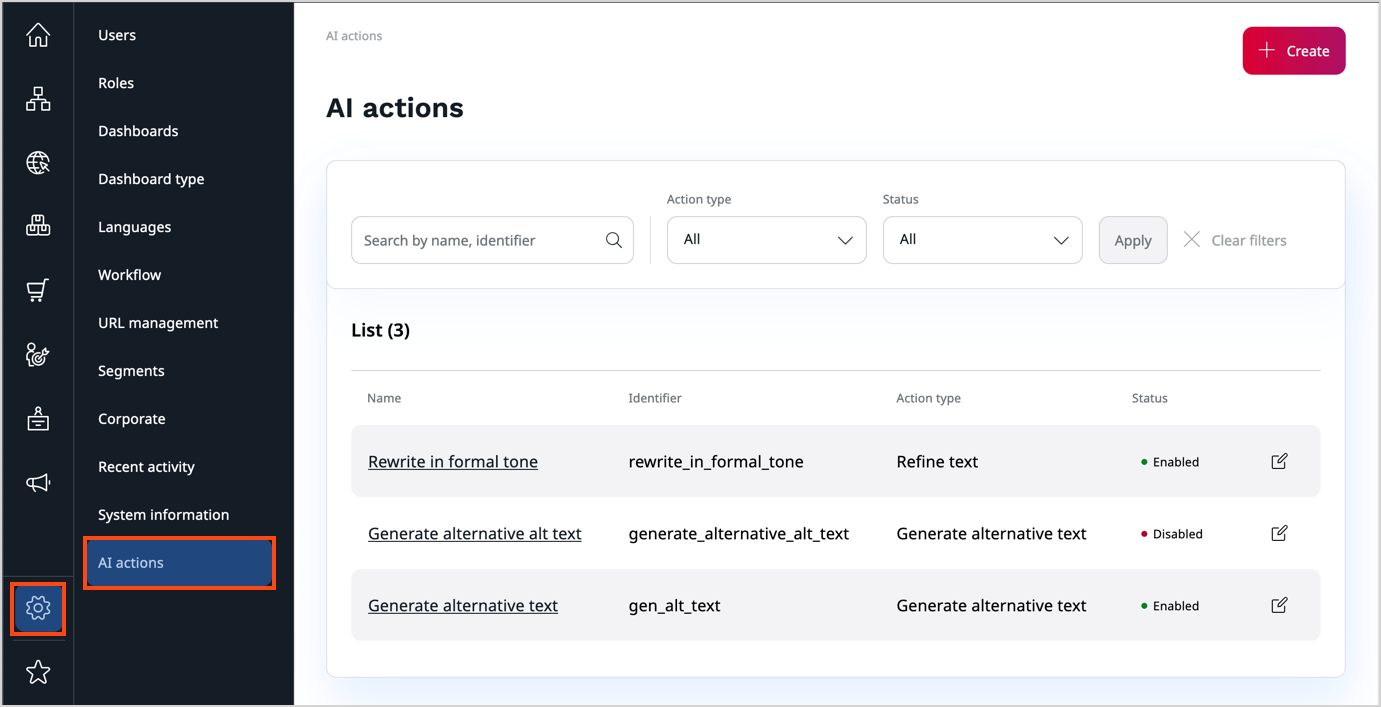 Users
Roles
Dashboards
Dashboard type
Languages
Workflow
URL management
Segments
Corporate
Recent activity
System information
AI actions
AI actions
Create
AI actions
Action type
Status
Search by name, identifier
All
All
Apply
Clear filters
List (3)
Name Identifier Action type Status
Rewrite in formal tone rewrite_in_formal_tone Refine text Enabled
Generate alternative alt text generate_alternative_alt_text Generate alternative text Disabled
Generate alternative text gen_alt_text Generate alternative text Enabled